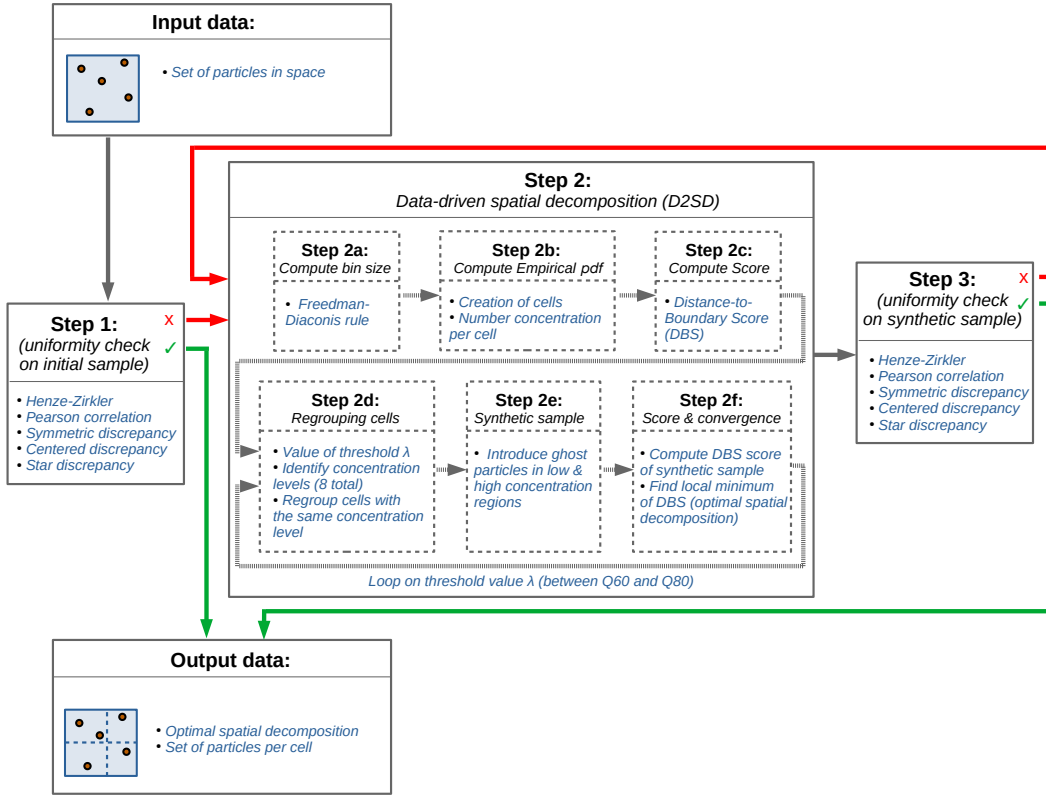 Input data:
• Set of particles in space
Step 1:
(uniformity check
on initial sample)
x
✓
• Henze-Zirkler
• Pearson correlation
• Symmetric discrepancy
• Centered discrepancy
• Star discrepancy
Step 2:
Data-driven spatial decomposition (D2SD)
Step 2a:
Compute bin size
• Freedman-
Diaconis rule
Step 2b:
Compute Empirical pdf
• Creation of cells
• Number concentration
per cell
Step 2c:
Compute Score
• Distance-to-
Boundary Score
(DBS)
Step 2d:
Regrouping cells
• Value of threshold λ
• Identify concentration
levels (8 total)
• Regroup cells with
the same concentration
level
Step 2e:
Synthetic sample
• Introduce ghost
particles in low &
high concentration
regions
Step 2f:
Score & convergence
• Compute DBS score
of synthetic sample
• Find local minimum
of DBS (optimal spatial
decomposition)
Loop on threshold value λ (between Q60 and Q80)
Step 3:
(uniformity check
on synthetic sample)
x
✓
• Henze-Zirkler
• Pearson correlation
• Symmetric discrepancy
• Centered discrepancy
• Star discrepancy
Output data:
• Optimal spatial decomposition
• Set of particles per cell